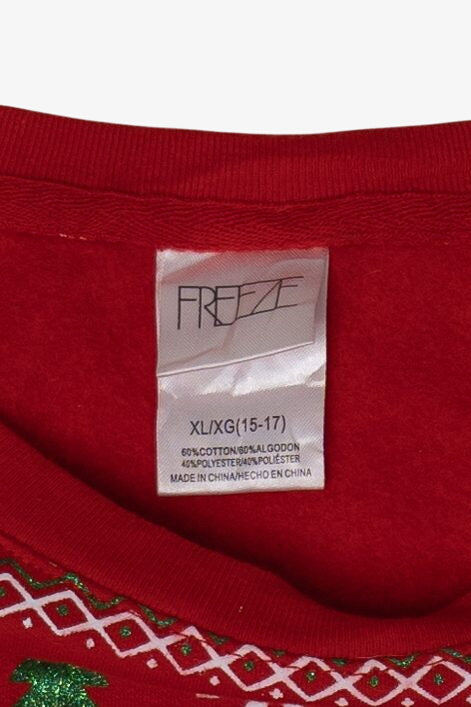 FREEZE
XL/XG(15-17)
60%COTTON/60%ALGODON
40%POLYESTER/40%POLIÉSTER
MADE IN CHINA/HECHO EN CHINA